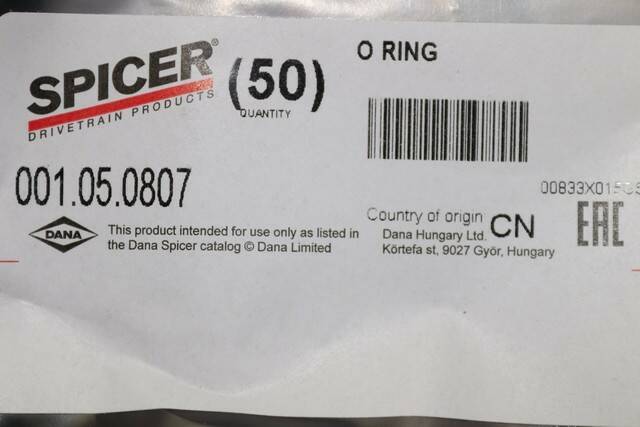 SPICER®
DRIVETRAIN PRODUCTS
(50)
QUANTITY
O RING
001.05.0807
DANA
This product intended for use only as listed in
the Dana Spicer catalog © Dana Limited
Country of origin CN
Dana Hungary Ltd.
Körtefa st, 9027 Győr, Hungary
EAC